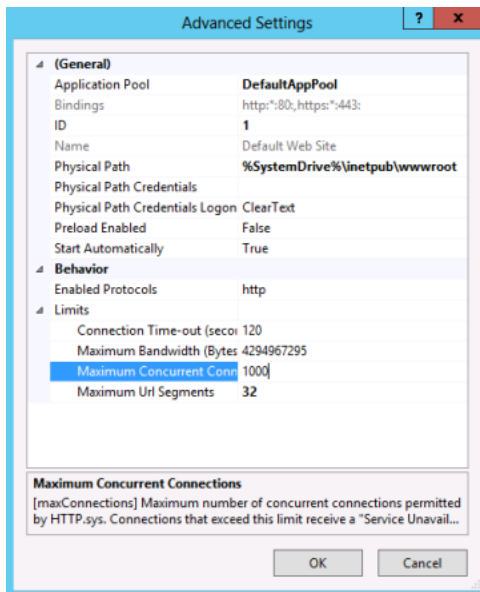 Advanced Settings
? x
(General)
Application Pool DefaultAppPool
Bindings http:*:80:,https:*:443:
ID 1
Name Default Web Site
Physical Path %SystemDrive%\inetpub\wwwroot
Physical Path Credentials
Physical Path Credentials Logon ClearText
Preload Enabled False
Start Automatically True
Behavior
Enabled Protocols http
Limits
Connection Time-out (secon 120
Maximum Bandwidth (Bytes 4294967295
Maximum Concurrent Conn 1000
Maximum Url Segments 32
Maximum Concurrent Connections
[maxConnections] Maximum number of concurrent connections permitted
by HTTP.sys. Connections that exceed this limit receive a "Service Unavail...
OK Cancel